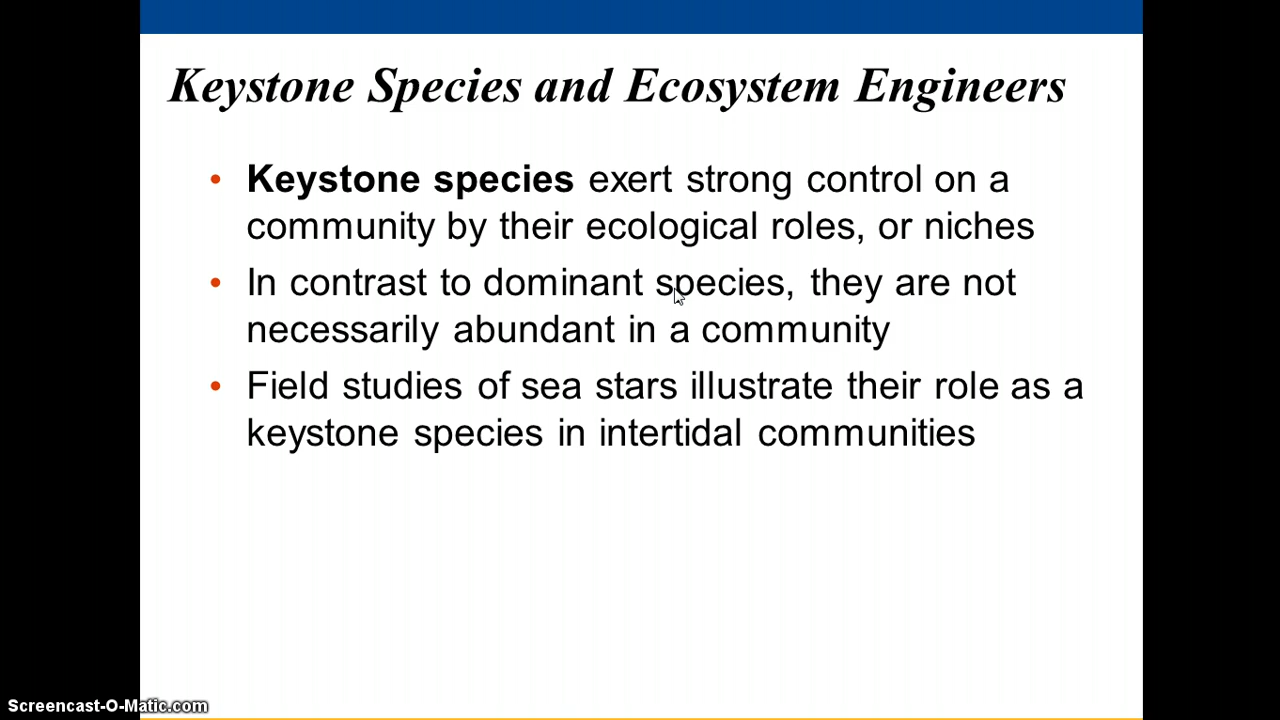 Keystone Species and Ecosystem Engineers
• Keystone species exert strong control on a
community by their ecological roles, or niches
• In contrast to dominant species, they are not
necessarily abundant in a community
• Field studies of sea stars illustrate their role as a
keystone species in intertidal communities
Screencast-O-Matic.com